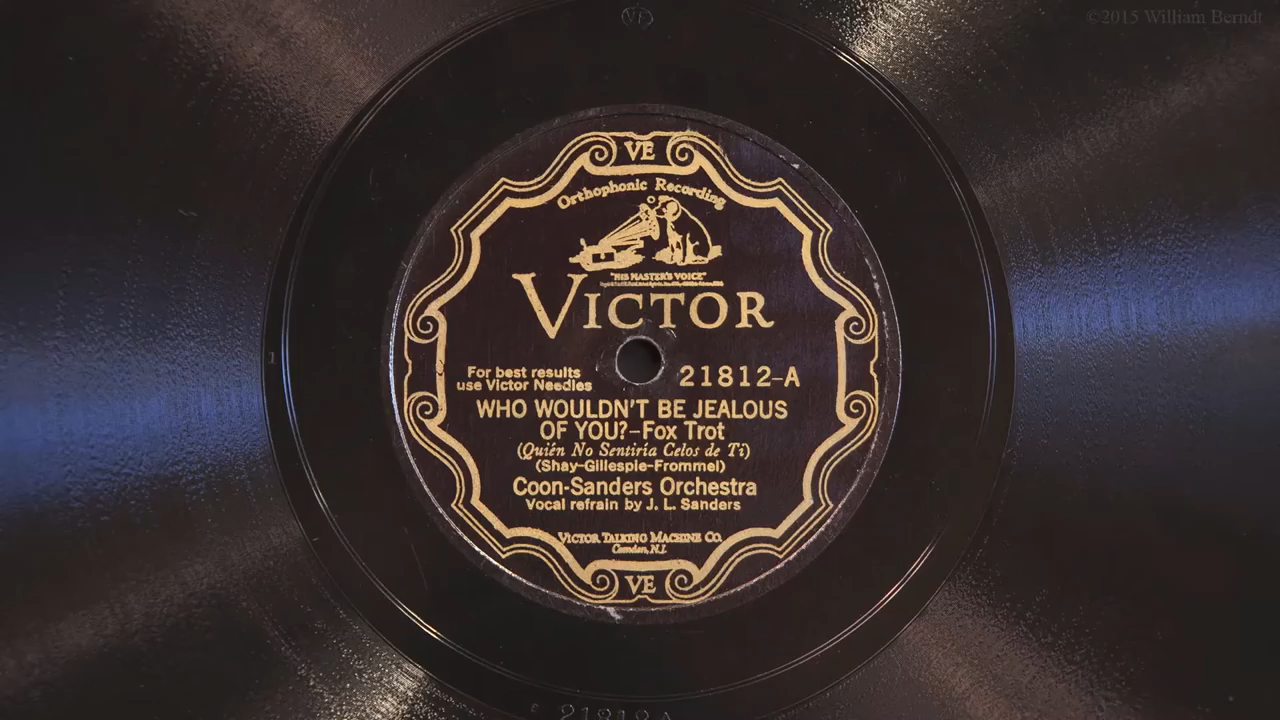 ©2015 William Berndt
VE
VE
Orthophonic Recording
"HIS MASTER'S VOICE"
VICTOR
For best results
use Victor Needles
21812-A
WHO WOULDN'T BE JEALOUS
OF YOU?-Fox Trot
(Quién No Sentiría Celos de Ti)
(Shay-Gillespie-Frommel)
Coon-Sanders Orchestra
Vocal refrain by J. L. Sanders
VICTOR TALKING MACHINE CO.
Camden, N.J.
VE
21812 A